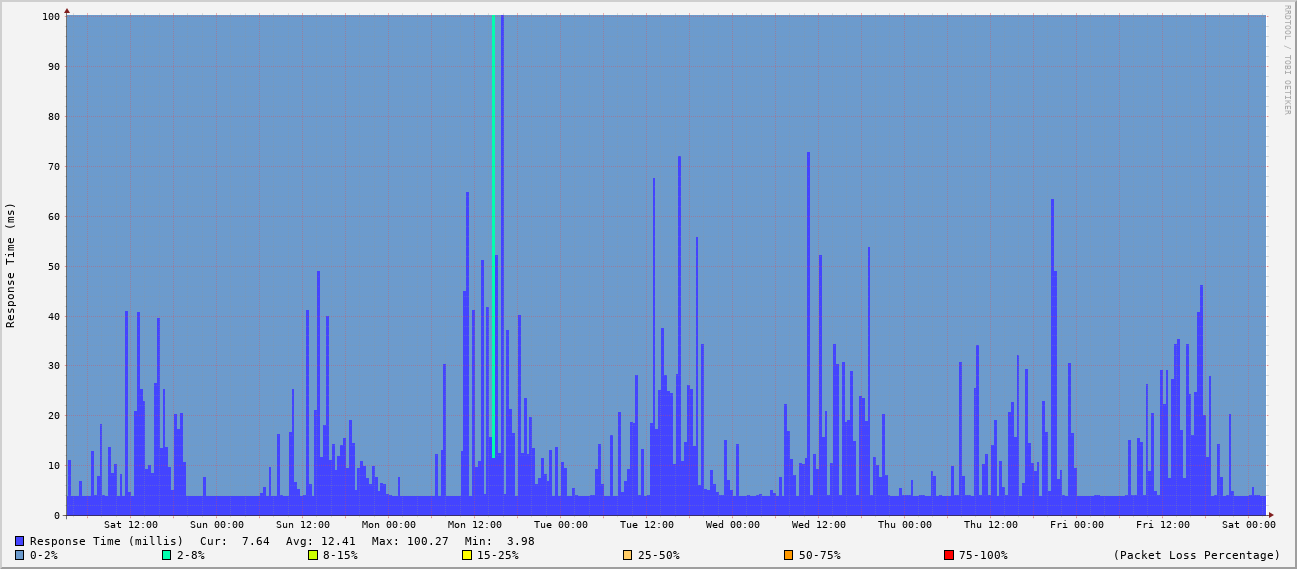 RRDTOOL / TOBI OETIKER
Response Time (ms)
100
90
80
70
60
50
40
30
20
10
0
Sat 12:00 Sun 00:00 Sun 12:00 Mon 00:00 Mon 12:00 Tue 00:00 Tue 12:00 Wed 00:00 Wed 12:00 Thu 00:00 Thu 12:00 Fri 00:00 Fri 12:00 Sat 00:00
Response Time (millis) Cur: 7.64 Avg: 12.41 Max: 100.27 Min: 3.98
0-2% 2-8% 8-15% 15-25% 25-50% 50-75% 75-100% (Packet Loss Percentage)